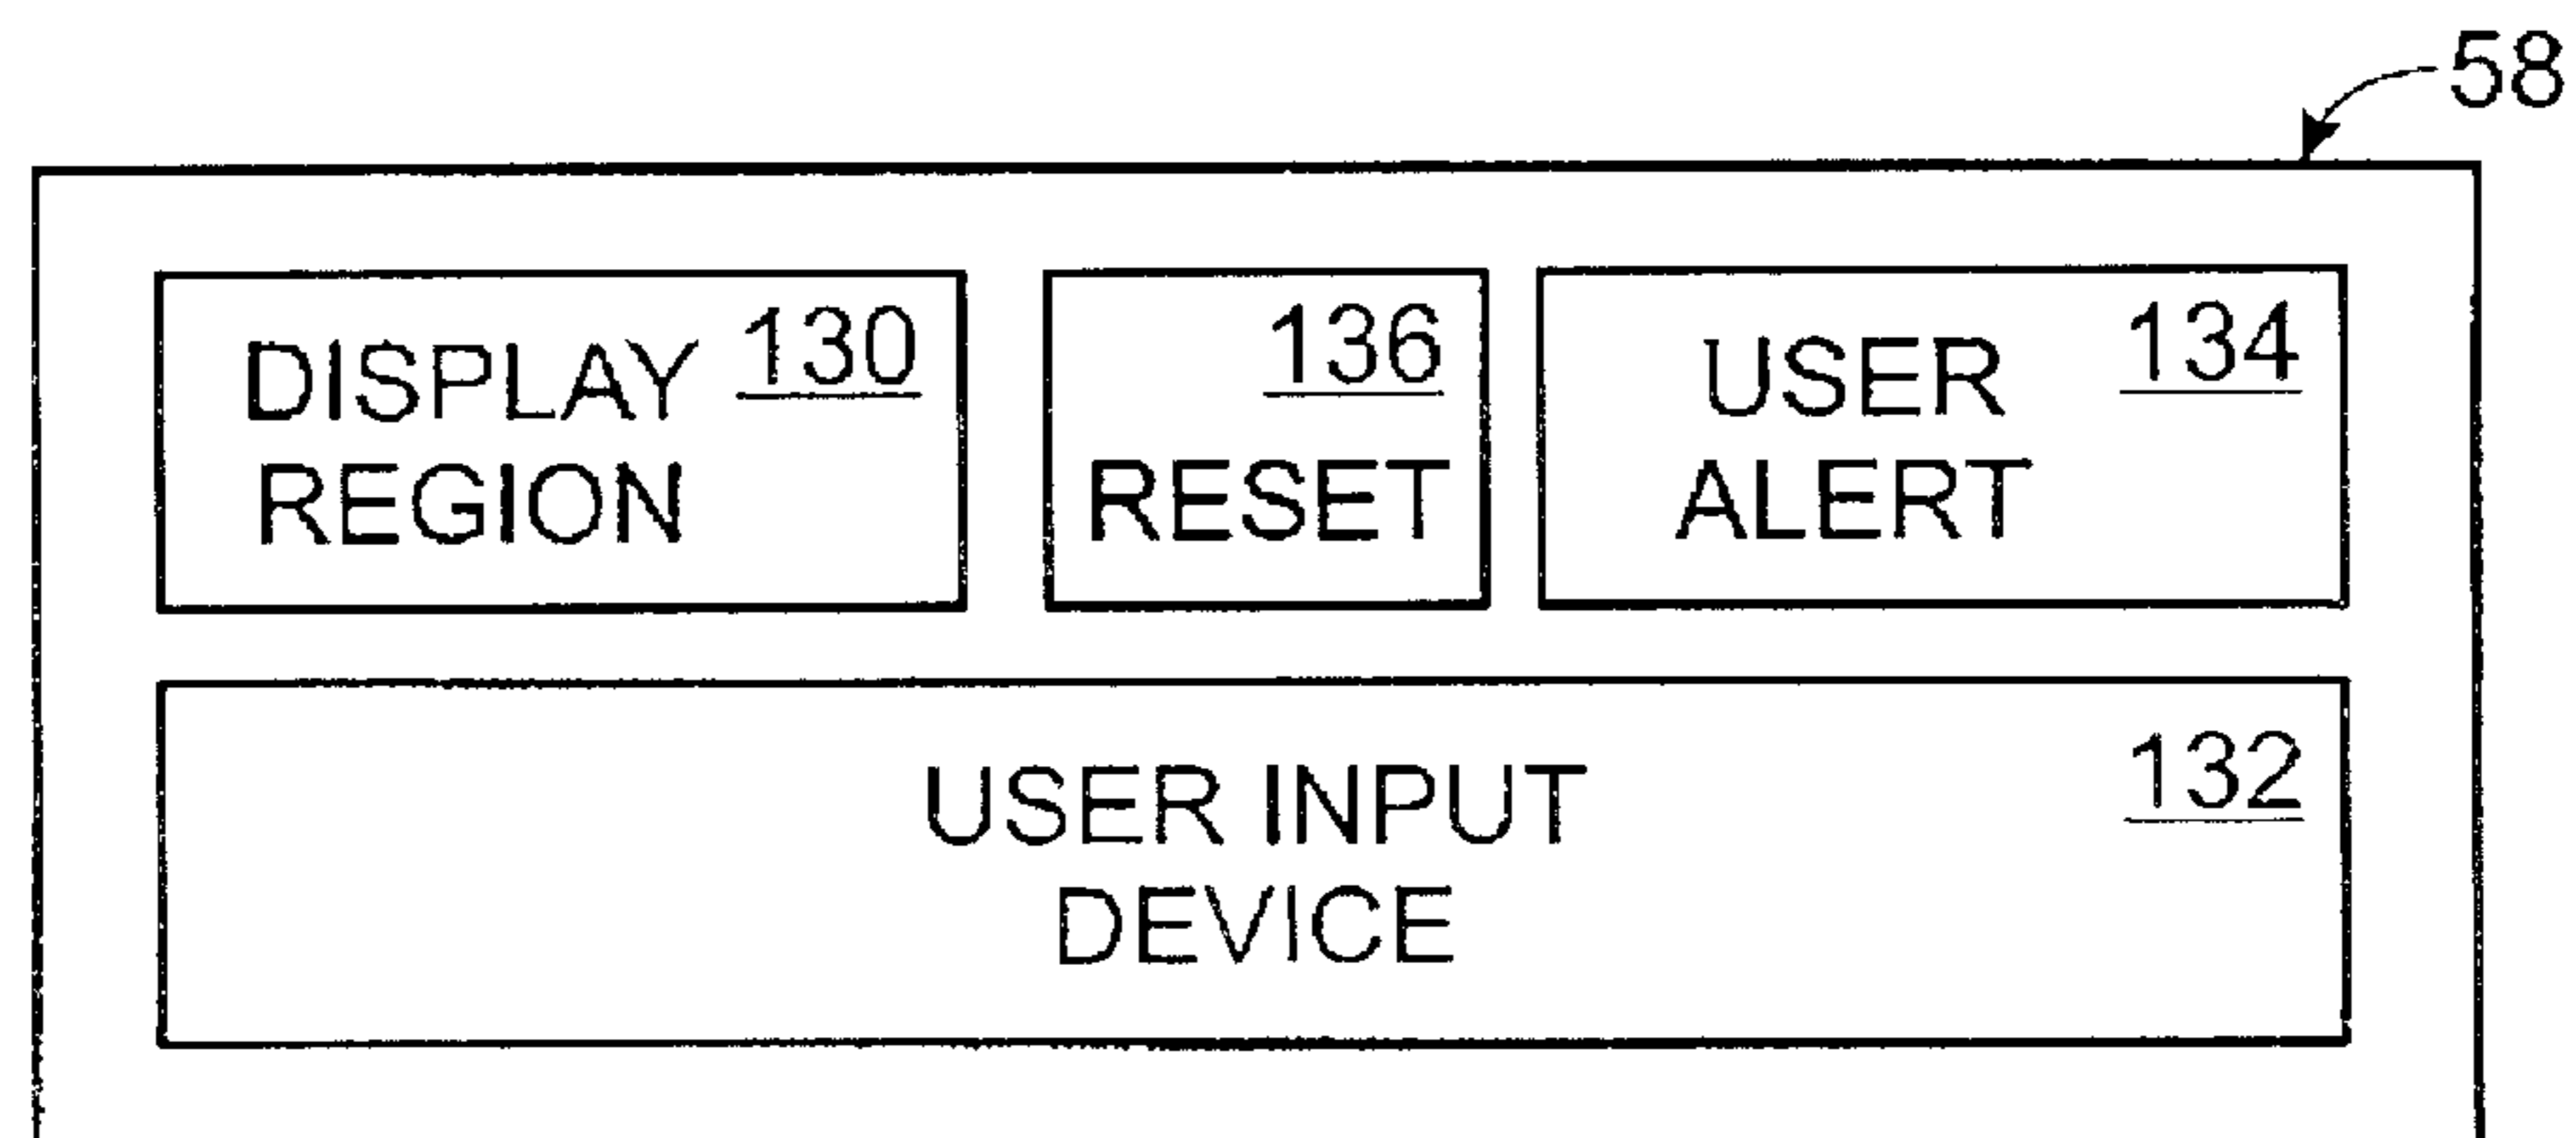 58
DISPLAY 130
REGION
136
RESET
USER 134
ALERT
132
USER INPUT
DEVICE